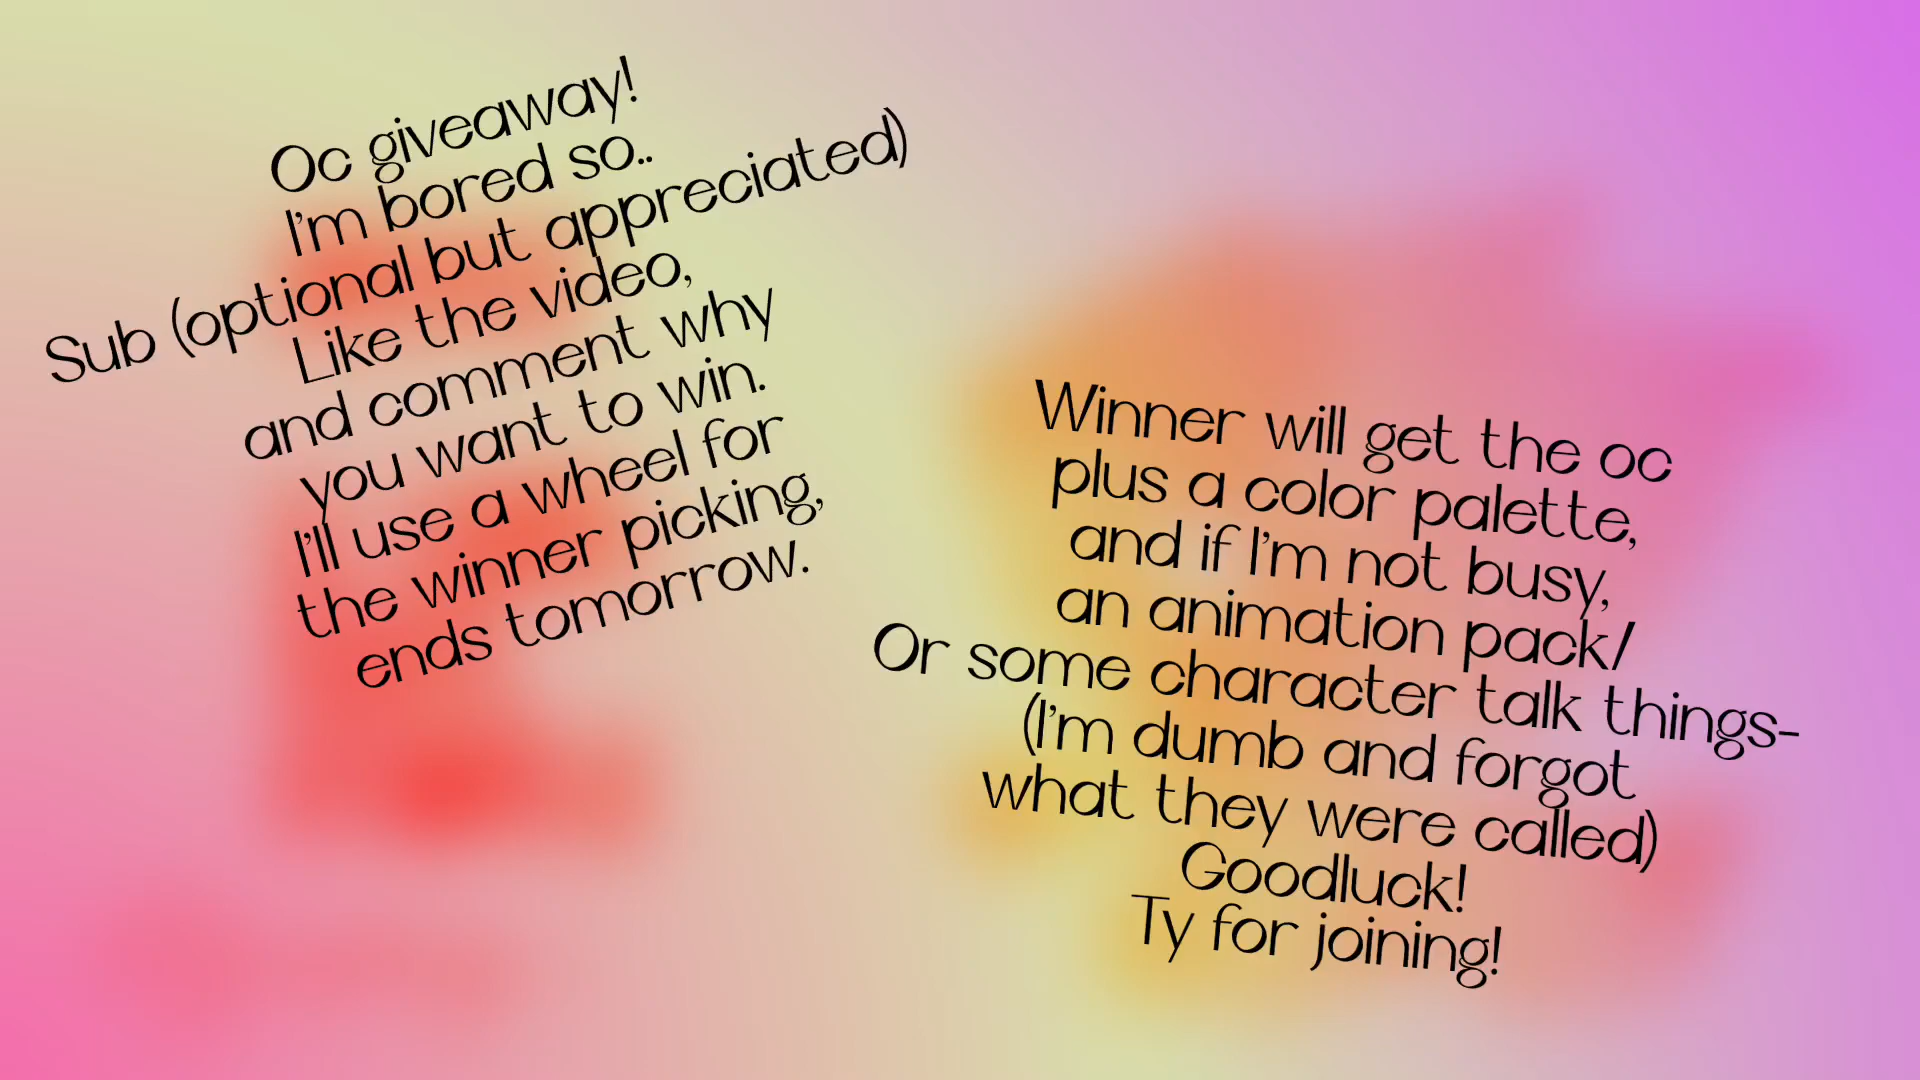 Oc giveaway!
I'm bored so..
Sub (optional but appreciated)
Like the video,
and comment why
you want to win.
I'll use a wheel for
the winner picking,
ends tomorrow.
Winner will get the oc
plus a color palette,
and if I'm not busy,
an animation pack/
Or some character talk things-
(I'm dumb and forgot
what they were called)
Goodluck!
Ty for joining!